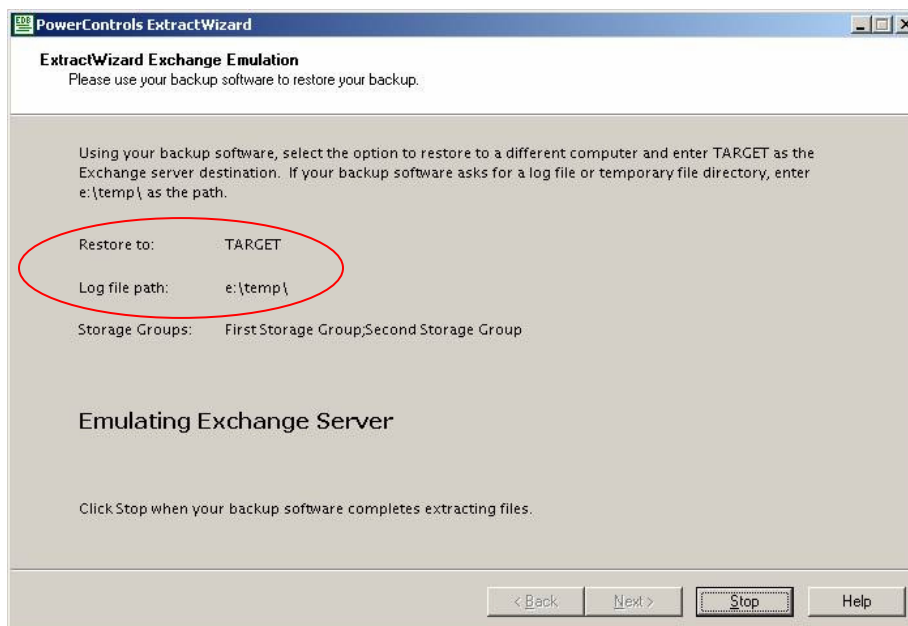 EDB PowerControls ExtractWizard
ExtractWizard Exchange Emulation
Please use your backup software to restore your backup.
Using your backup software, select the option to restore to a different computer and enter TARGET as the
Exchange server destination. If your backup software asks for a log file or temporary file directory, enter
e:\temp\ as the path.
Restore to: TARGET
Log file path: e:\temp\
Storage Groups: First Storage Group;Second Storage Group
Emulating Exchange Server
Click Stop when your backup software completes extracting files.
< Back Next > Stop Help